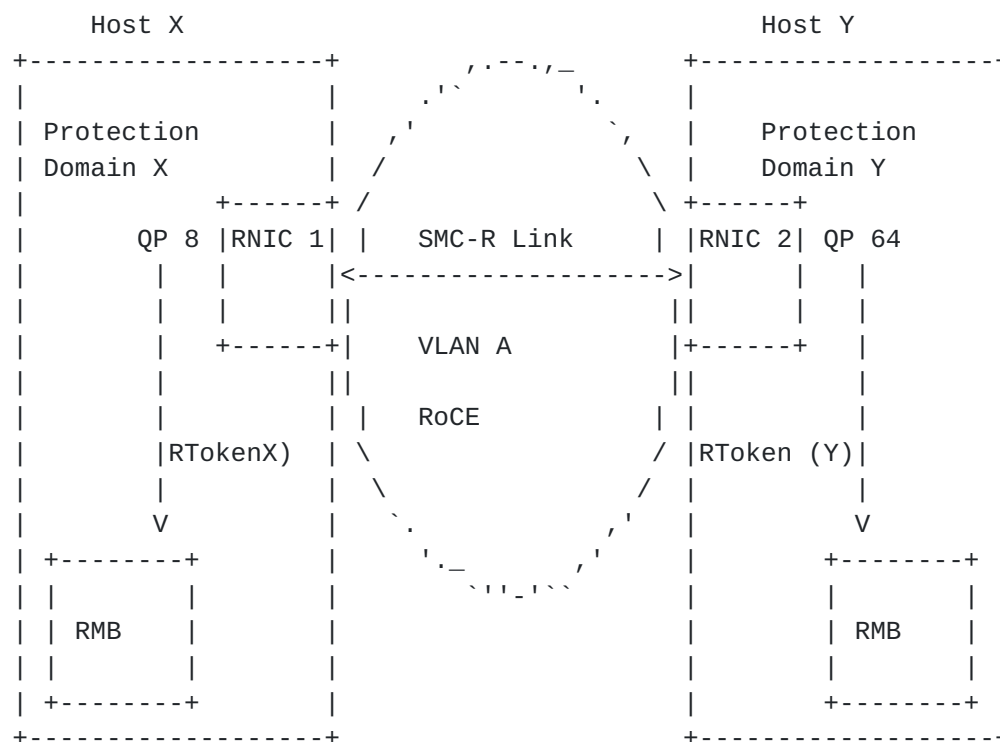 Host X Host Y
Protection Protection
Domain X Domain Y
QP 8 RNIC 1 SMC-R Link RNIC 2 QP 64
VLAN A
RoCE
RTokenX) RToken (Y)
V V
RMB RMB